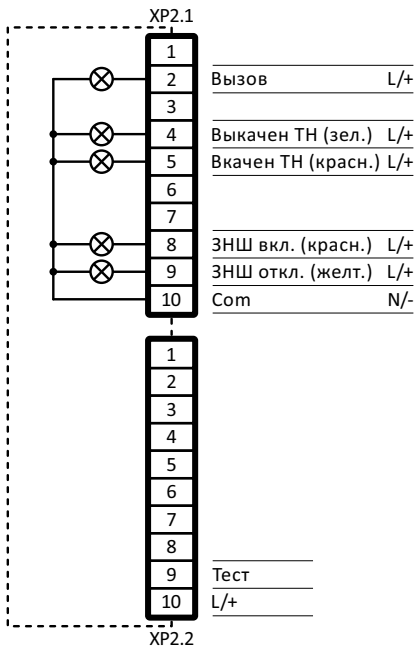 XP2.1
1
2 Вызов L/+
3
4 Выкачен ТН (зел.) L/+
5 Вкачен ТН (красн.) L/+
6
7
8 ЗНШ вкл. (красн.) L/+
9 ЗНШ откл. (желт.) L/+
10 Com N/-
1
2
3
4
5
6
7
8
9 Тест
10 L/+
XP2.2